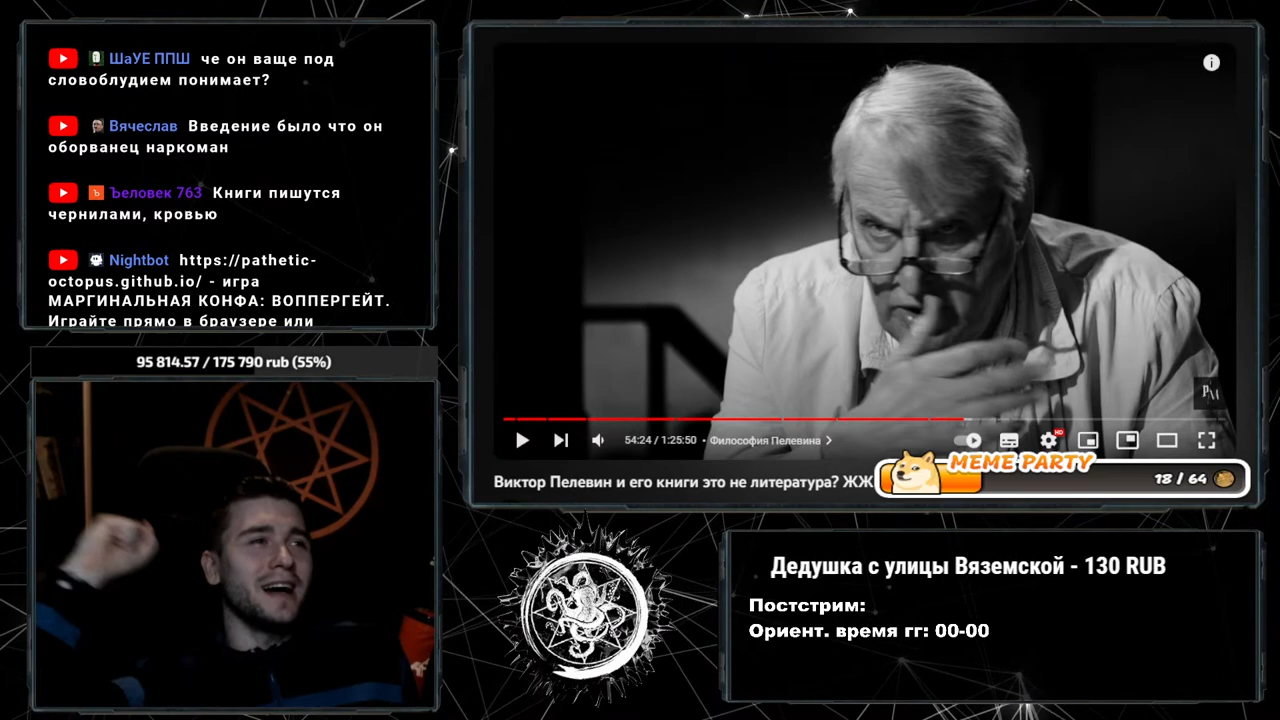 ШаУЕ ППШ че он ваще под
словоблудием понимает?
Вячеслав Введение было что он
оборванец наркоман
Ъеловек 763 Книги пишутся
чернилами, кровью
Nightbot https://pathetic-
octopus.github.io/ - игра
МАРГИНАЛЬНАЯ КОНФА: ВОППЕРГЕЙТ.
Играйте прямо в браузере или
95 814.57 / 175 790 rub (55%)
54:24 / 1:25:50 • Философия Пелевина
HD
Виктор Пелевин и его книги это не литература? ЖЖ
MEME PARTY
18 / 64
Дедушка с улицы Вяземской - 130 RUB
Постстрим:
Ориент. время гг: 00-00